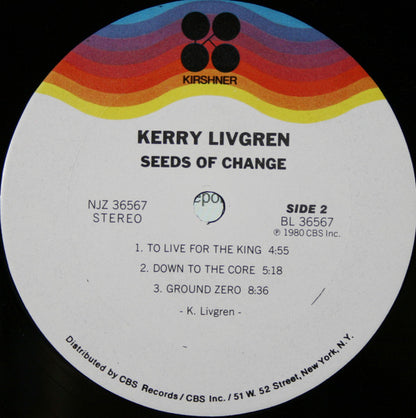 KIRSHNER
KERRY LIVGREN
SEEDS OF CHANGE
NJZ 36567
STEREO
SIDE 2
BL 36567
℗ 1980 CBS Inc.
1. TO LIVE FOR THE KING 4:55
2. DOWN TO THE CORE 5:18
3. GROUND ZERO 8:36
- K. Livgren -
Distributed by CBS Records / CBS Inc. / 51 W. 52 Street, New York, N.Y.